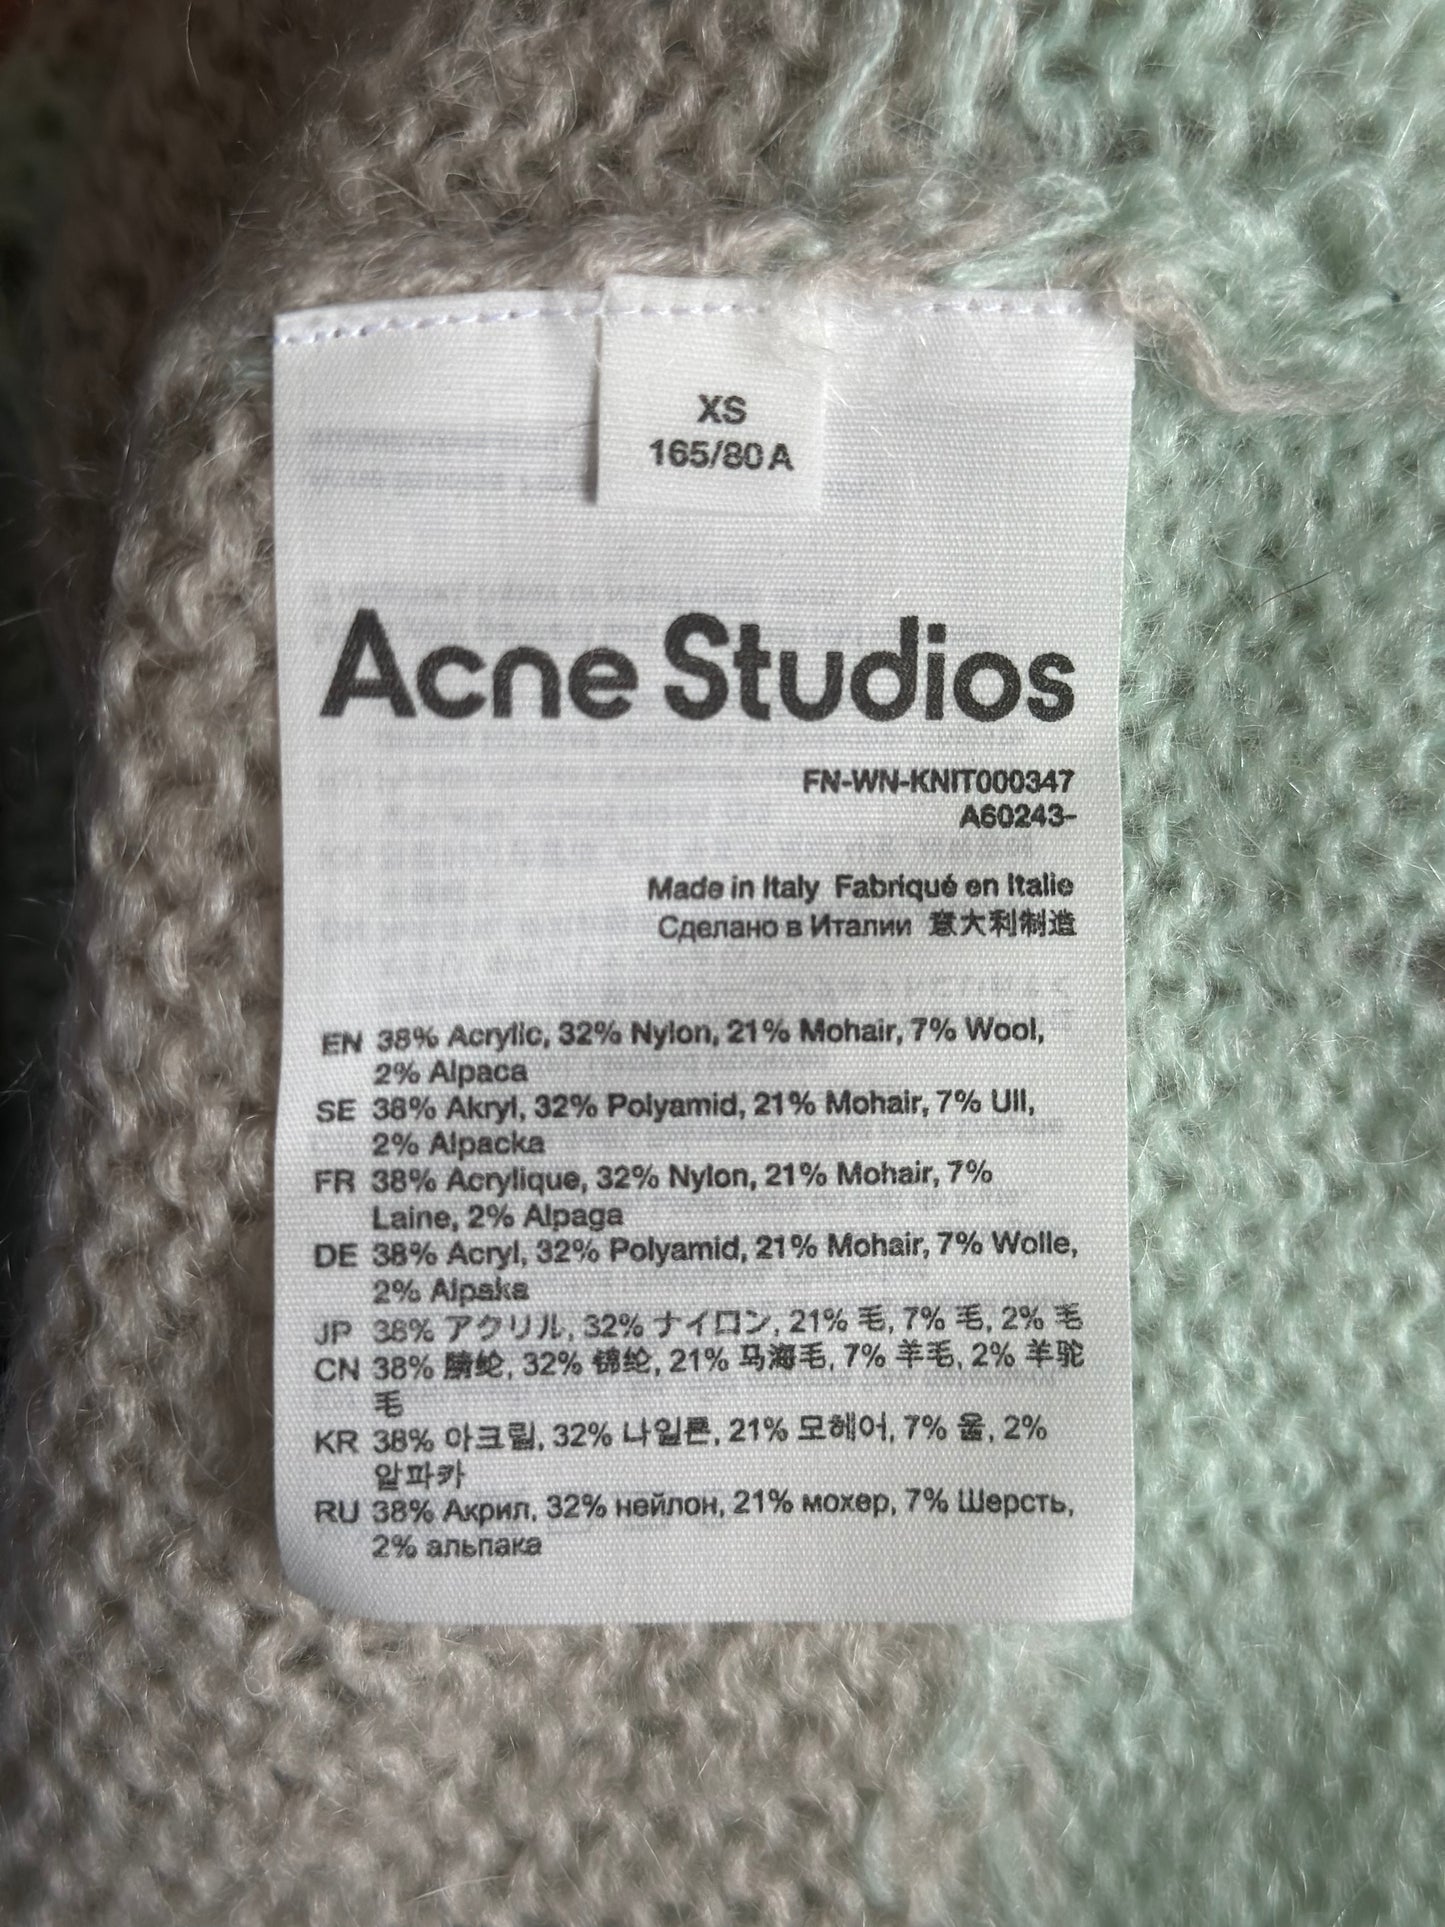 XS
165/80 A
Acne Studios
FN-WN-KNIT000347
A60243-
Made in Italy Fabriqué en Italie
Сделано в Италии 意大利制造
EN 38% Acrylic, 32% Nylon, 21% Mohair, 7% Wool,
2% Alpaca
SE 38% Akryl, 32% Polyamid, 21% Mohair, 7% Ull,
2% Alpacka
FR 38% Acrylique, 32% Nylon, 21% Mohair, 7%
Laine, 2% Alpaga
DE 38% Acryl, 32% Polyamid, 21% Mohair, 7% Wolle,
2% Alpaka
JP 38% アクリル, 32% ナイロン, 21% 毛, 7% 毛, 2% 毛
CN 38% 腈纶, 32% 锦纶, 21% 马海毛, 7% 羊毛, 2% 羊驼
毛
KR 38% 아크릴, 32% 나일론, 21% 모헤어, 7% 울, 2%
알파카
RU 38% Акрил, 32% нейлон, 21% мохер, 7% Шерсть,
2% альпака